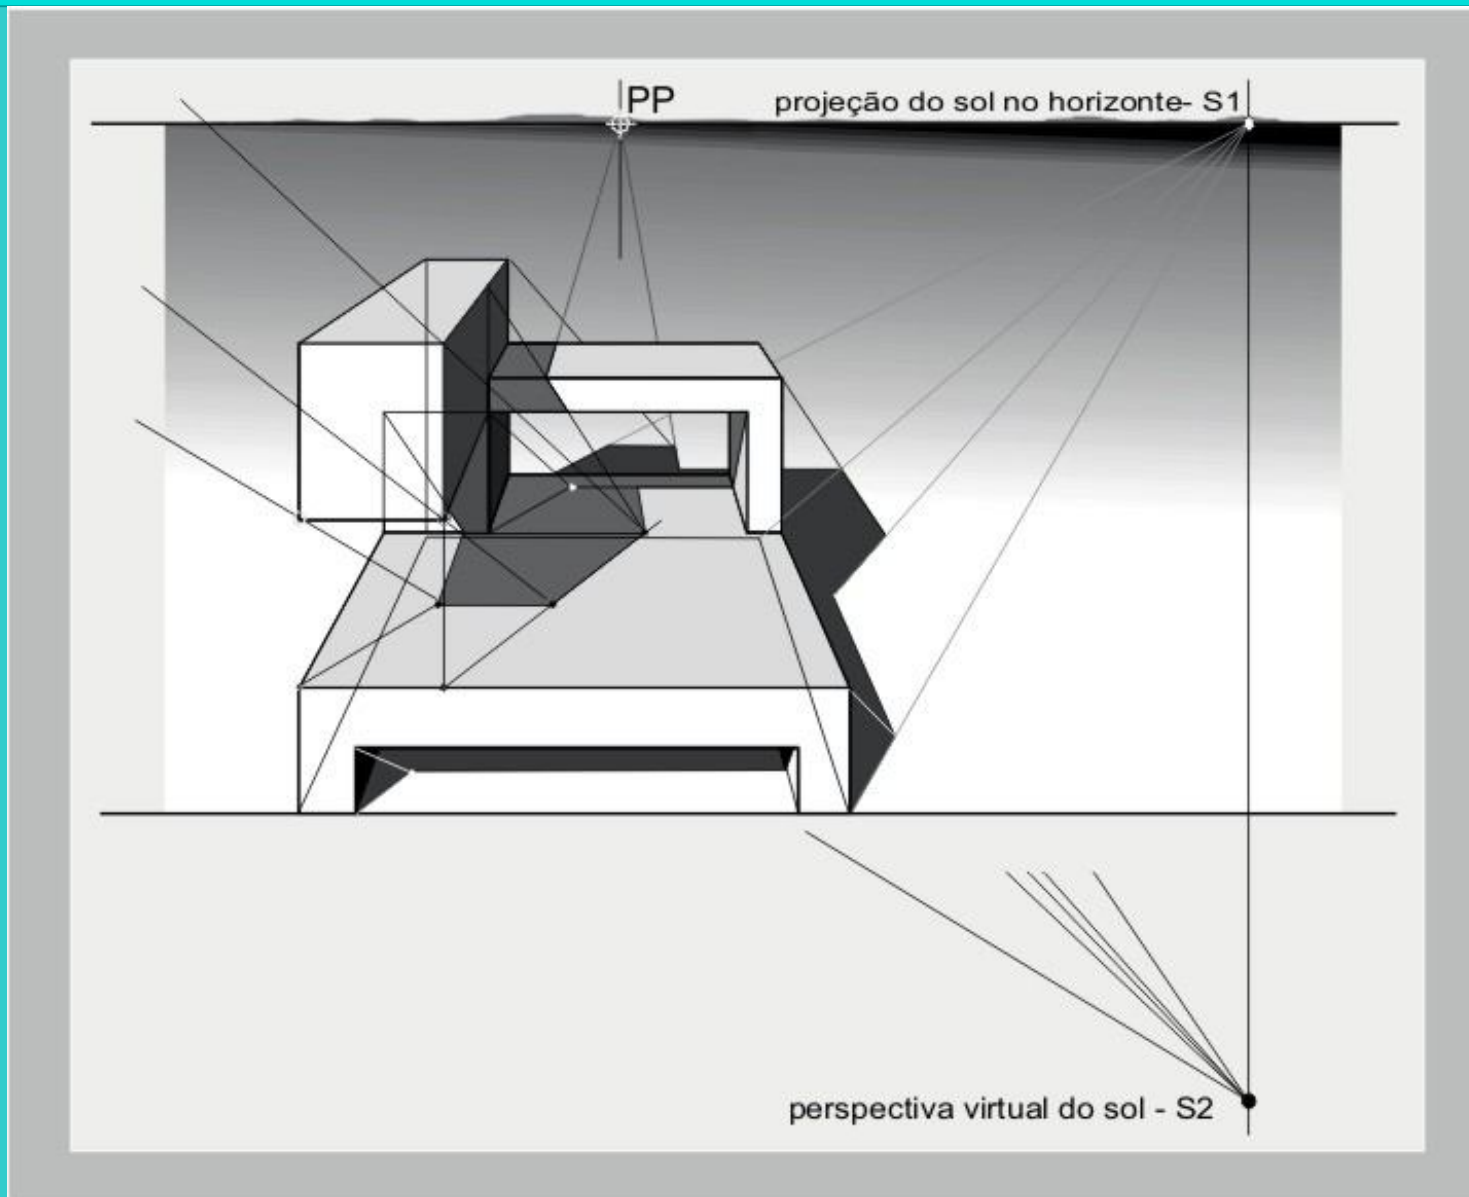 PP
projeção do sol no horizonte- S1
perspectiva virtual do sol - S2